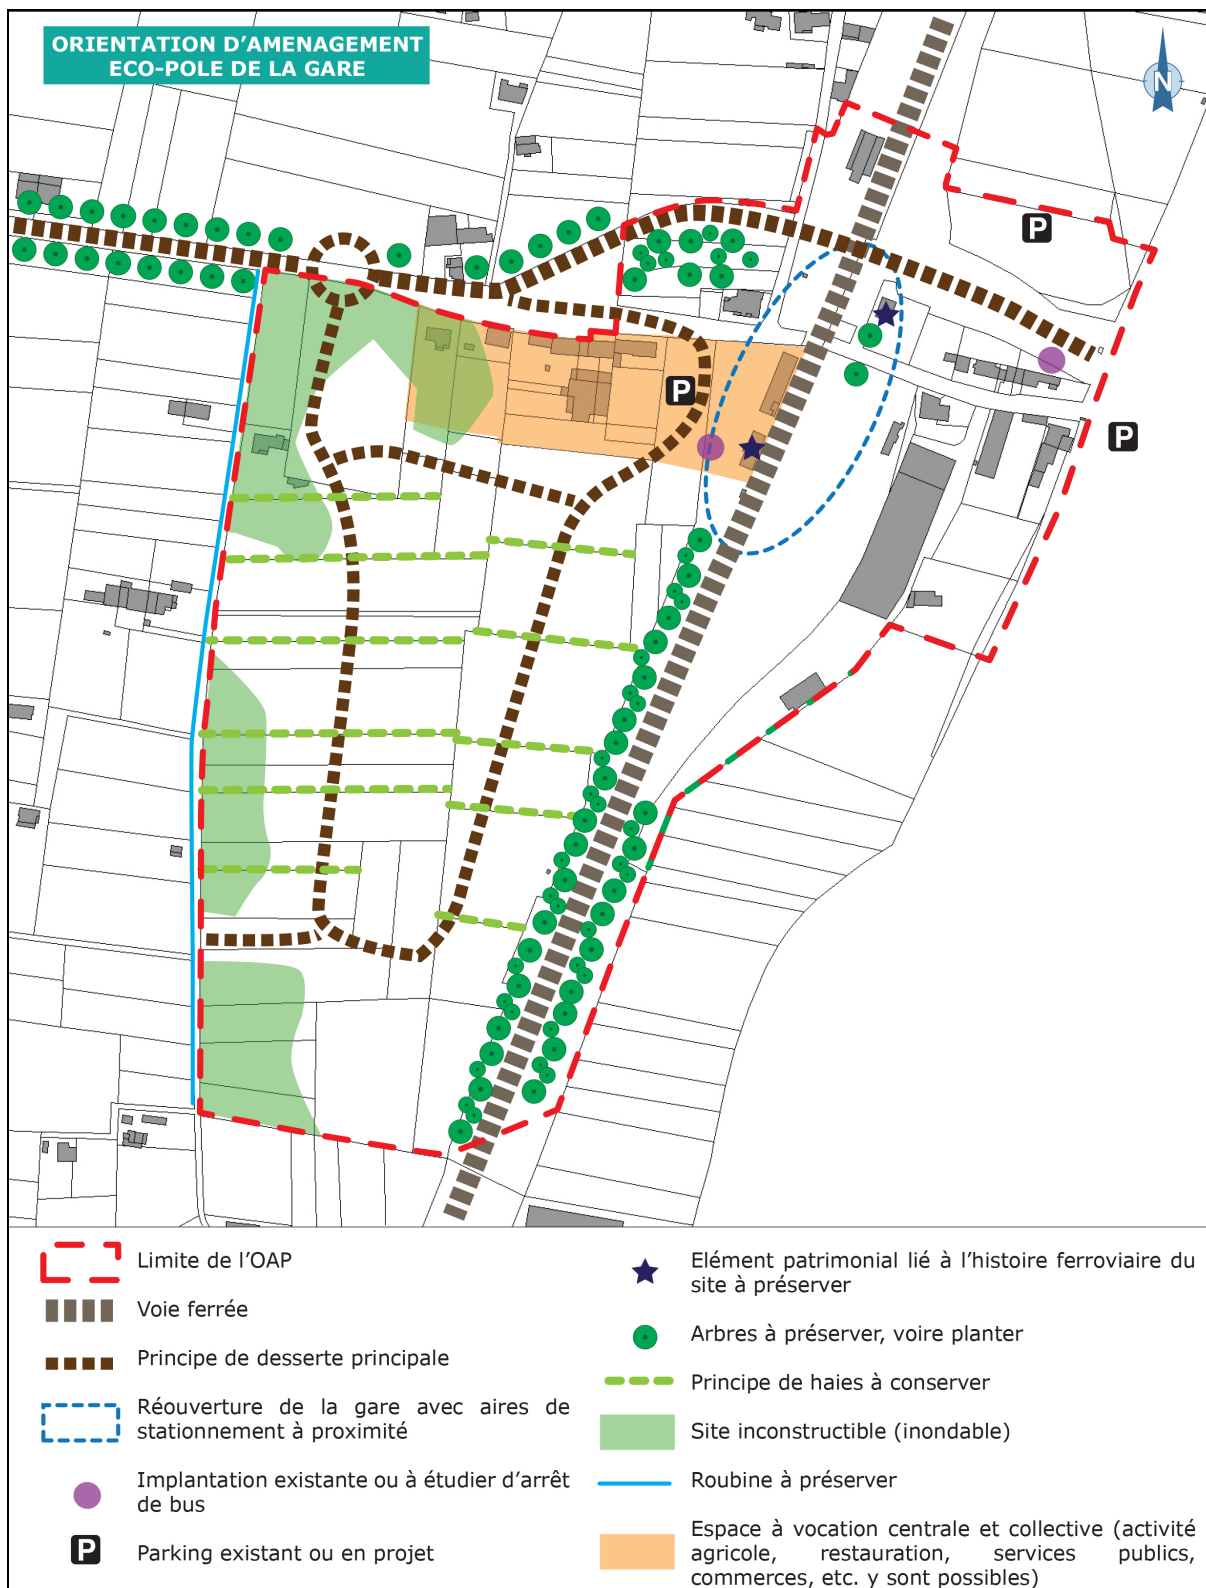 ORIENTATION D'AMENAGEMENT
ECO-POLE DE LA GARE
N
P
P
P
Limite de l'OAP
Voie ferrée
Principe de desserte principale
Réouverture de la gare avec aires de
stationnement à proximité
Implantation existante ou à étudier d'arrêt
de bus
P
Parking existant ou en projet
Elément patrimonial lié à l'histoire ferroviaire du
site à préserver
Arbres à préserver, voire planter
Principe de haies à conserver
Site inconstructible (inondable)
Roubine à préserver
Espace à vocation centrale et collective (activité
agricole, restauration, services publics,
commerces, etc. y sont possibles)